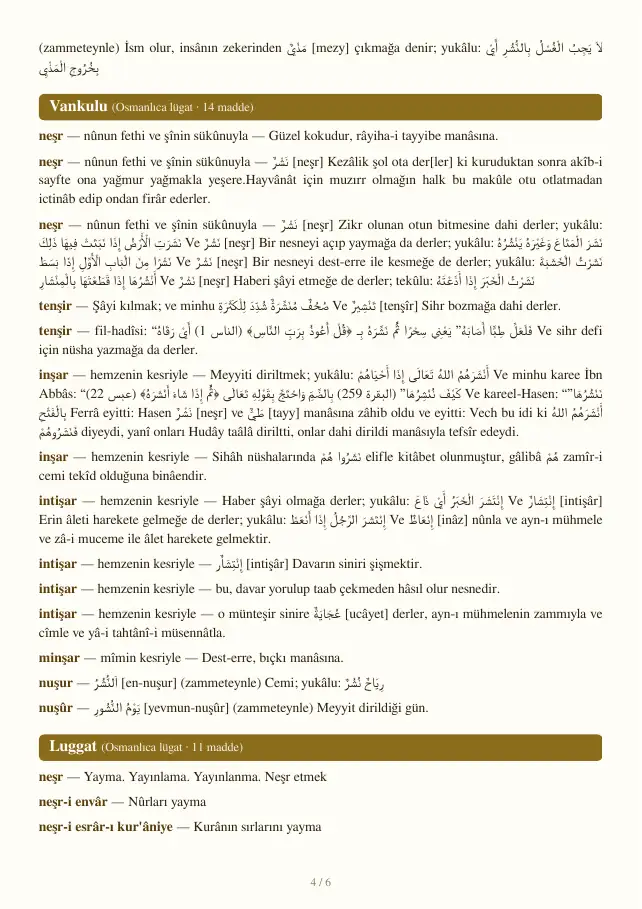 (zammeteynle) İsm olur, insânın zekerinden مَذْيٌ [mezy] çıkmağa denir; yukâlu: لاَ يَجِبُ الْغُسْلُ بِالنُّشُرِ أَيْ
بِخُرُوجِ الْمَذْيِ
Vankulu (Osmanlıca lügat · 14 madde)
neşr — nûnun fethi ve şînin sükûnuyla — Güzel kokudur, râyiha-i tayyibe manâsına.
neşr — nûnun fethi ve şînin sükûnuyla — نَشْرٌ [neşr] Kezâlik şol ota der[ler] ki kuruduktan sonra akîb-i
sayfte ona yağmur yağmakla yeşere.Hayvânât için muzırr olmağın halk bu makûle otu otlatmadan
ictinâb edip ondan firâr ederler.
neşr — nûnun fethi ve şînin sükûnuyla — نَشْرٌ [neşr] Zikr olunan otun bitmesine dahi derler; yukâlu:
نَشَرَتِ الْأَرْضُ إِذَا نَبَتَتْ فِيهَا ذَلِكَ Ve نَشْرٌ [neşr] Bir nesneyi açıp yaymağa da derler; yukâlu: نَشَرَ الْمَتَاعَ وَغَيْرَهُ يَنْشُرُهُ
نَشْرًا مِنَ الْبَابِ الْأَوَّلِ إِذَا بَسَطَ Ve نَشْرٌ [neşr] Bir nesneyi dest-erre ile kesmeğe de derler; yukâlu: نَشَرْتُ الْخَشَبَةَ
أَنْشُرُهَا إِذَا قَطَعْتَهَا بِالْمِنْشَارِ Ve نَشْرٌ [neşr] Haberi şâyi etmeğe de derler; tekûlu: نَشَرْتُ الْخَبَرَ إِذَا أَذَعْتَهُ
tenşir — Şâyi kılmak; ve minhu صُحُفٌ مُنَشَّرَةٌ شُدِّدَ لِلْكَثْرَةِ Ve تَنْشِيرٌ [tenşîr] Sihr bozmağa dahi derler.
tenşir — fil-hadîsi: “فَلَعَلَّ طِبًّا أَصَابَهُ” يَعْنِي سِحْرًا ثُمَّ نَشَّرَهُ بِـ ﴿قُلْ أَعُوذُ بِرَبِّ النَّاسِ﴾ (الناس 1) أَيْ رَقَاهُ Ve sihr defi
için nüsha yazmağa da derler.
inşar — hemzenin kesriyle — Meyyiti diriltmek; yukâlu: أَنْشَرَهُمُ اللهُ تَعَالَى إِذَا أَحْيَاهُمْ Ve minhu karee İbn
Abbâs: “كَيْفَ نُنْشِرُهَا” (البقرة 259) بِالضَّمِّ وَاحْتَجَّ بِقَوْلِهِ تَعَالَى ﴿ثُمَّ إِذَا شَاءَ أَنْشَرَهُ﴾ (عبس 22) Ve kareel-Hasen: “”نَنْشُرُهَا
بِالْفَتْحِ Ferrâ eyitti: Hasen نَشْرٌ [neşr] ve طَيٌّ [tayy] manâsına zâhib oldu ve eyitti: Vech bu idi ki أَنْشَرَهُمُ اللهُ
فَنَشَرُوهُمْ diyeydi, yanî onları Hudây taâlâ diriltti, onlar dahi dirildi manâsıyla tefsîr edeydi.
inşar — hemzenin kesriyle — Sihâh nüshalarında نَشَرُوا هُمْ elifle kitâbet olunmuştur, gâlibâ هُمْ zamîr-i
cemi tekîd olduğuna binâendir.
intişar — hemzenin kesriyle — Haber şâyi olmağa derler; yukâlu: إِنْتَشَرَ الْخَبَرُ أَيْ ذَاعَ Ve إِنْتِشَارٌ [intişâr]
Erin âleti harekete gelmeğe de derler; yukâlu: إِنْتَشَرَ الرَّجُلُ إِذَا أَنْعَظَ Ve إِنْعَاظٌ [inâz] nûnla ve ayn-ı mühmele
ve zâ-i muceme ile âlet harekete gelmektir.
intişar — hemzenin kesriyle — إِنْتِشَارٌ [intişâr] Davarın siniri şişmektir.
intişar — hemzenin kesriyle — bu, davar yorulup taab çekmeden hâsıl olur nesnedir.
intişar — hemzenin kesriyle — o münteşir sinire عُجَايَةٌ [ucâyet] derler, ayn-ı mühmelenin zammıyla ve
cîmle ve yâ-i tahtânî-i müsennâtla.
minşar — mîmin kesriyle — Dest-erre, bıçkı manâsına.
nuşur — اَلنُّشُرُ [en-nuşur] (zammeteynle) Cemi; yukâlu: رِيَاحٌ نُشُرٌ
nuşûr — يَوْمُ النُّشُورِ [yevmun-nuşûr] (zammeteynle) Meyyit dirildiği gün.
Luggat (Osmanlıca lügat · 11 madde)
neşr — Yayma. Yayınlama. Yayınlanma. Neşr etmek
neşr-i envâr — Nûrları yayma
neşr-i esrâr-ı kur'âniye — Kurânın sırlarını yayma
4 / 6